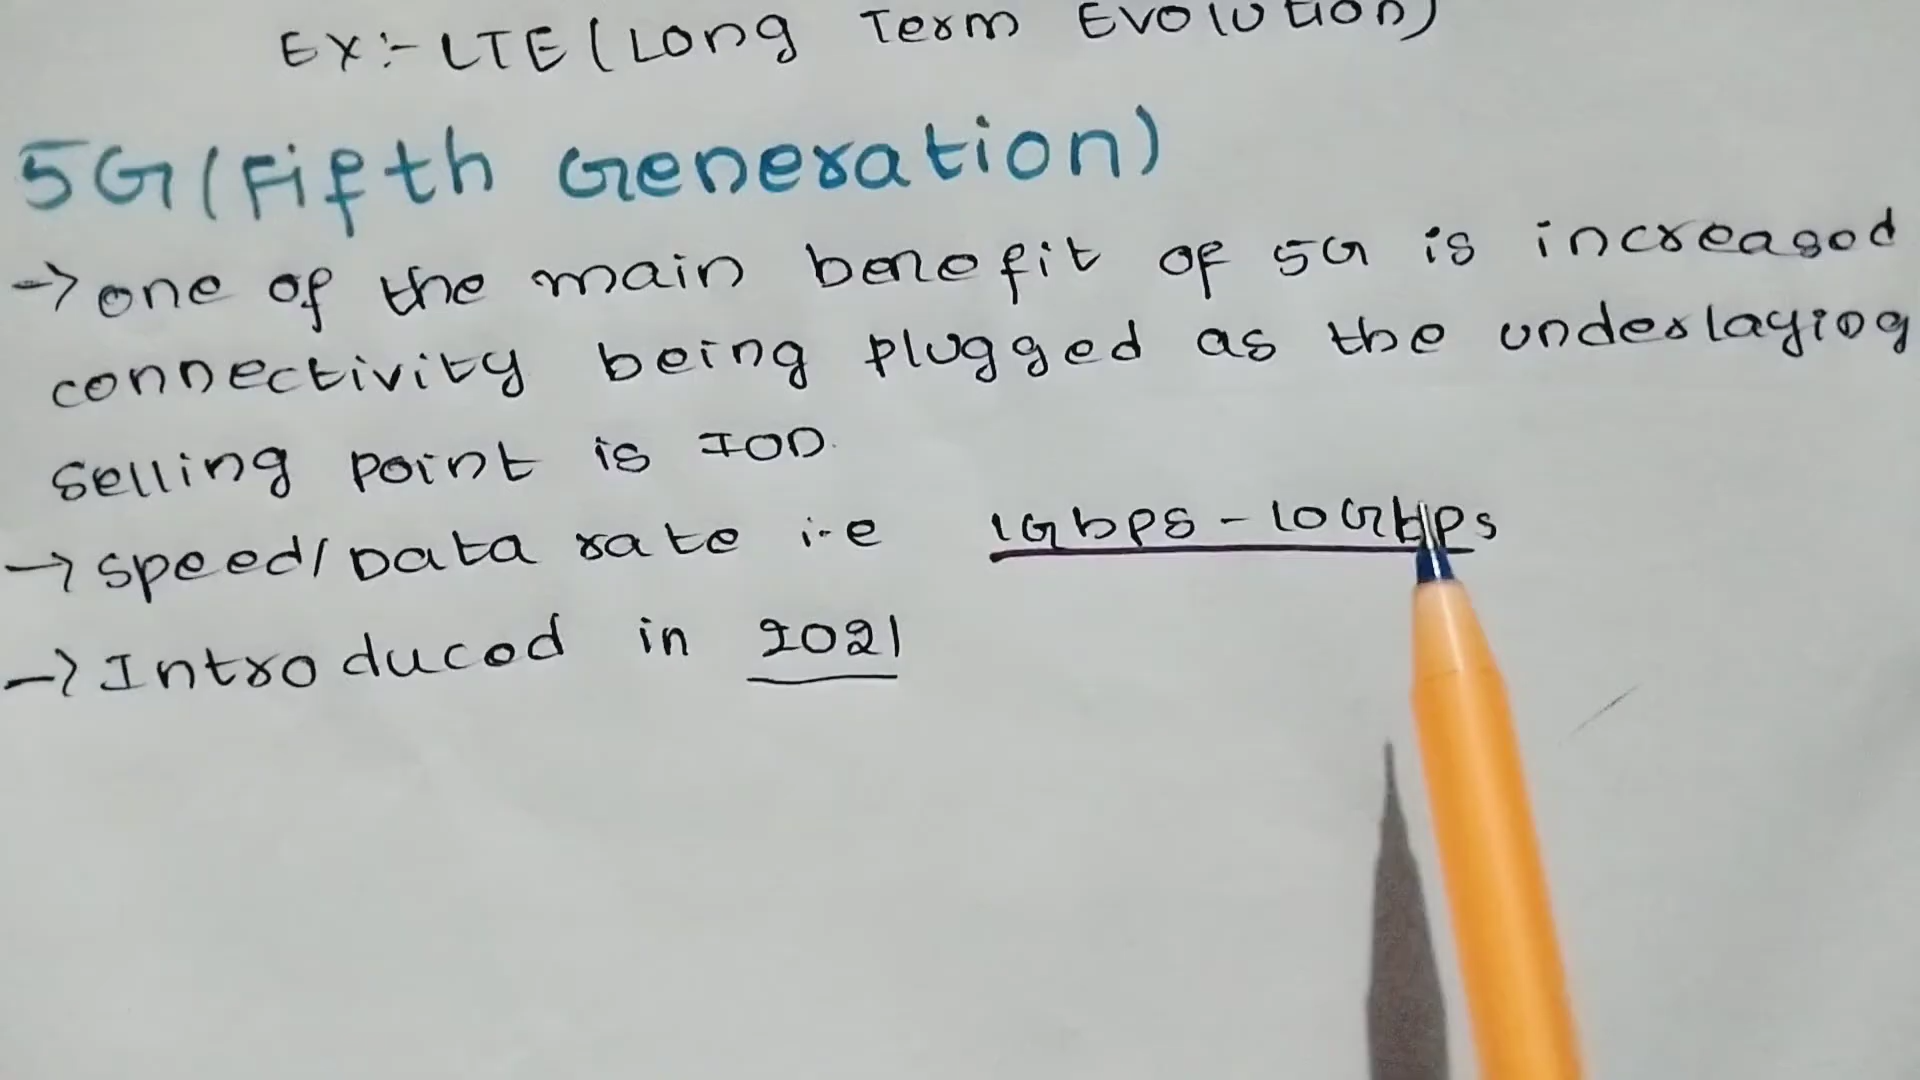 Ex:- LTE (Long Term Evolution)
5G (Fifth Generation)
-> one of the main benefit of 5G is increased
connectivity being plugged as the underlaying
selling point is IOD.
-> speed/Data rate i.e 1Gbps - 10Gbps
-> Introduced in 2021